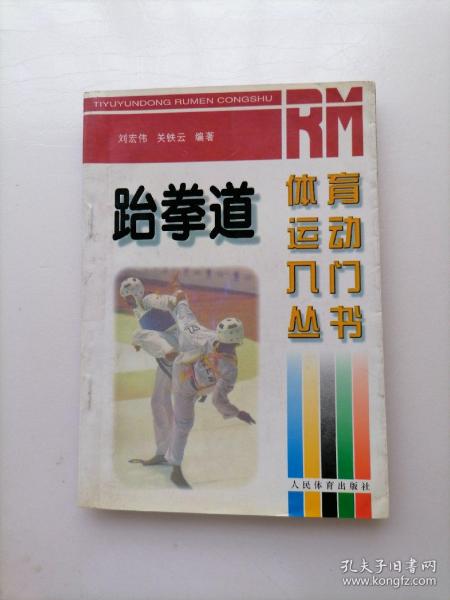 TIYUYUNDONG RUMEN CONGSHU
RM
刘宏伟 关铁云 编著
跆拳道
体育
运动
入门
丛书
人民体育出版社
孔夫子旧书网
www.kongfz.com